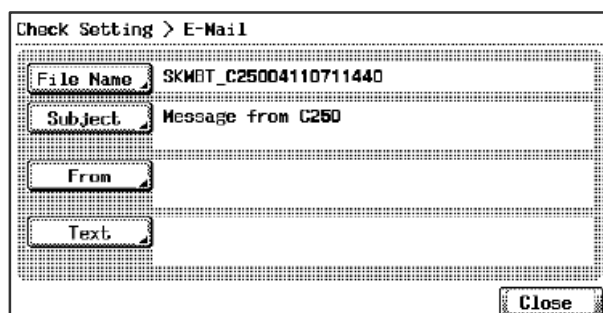 Check Setting > E-Mail
File Name SKMBT_C25004110711440
Subject Message from C250
From
Text
Close